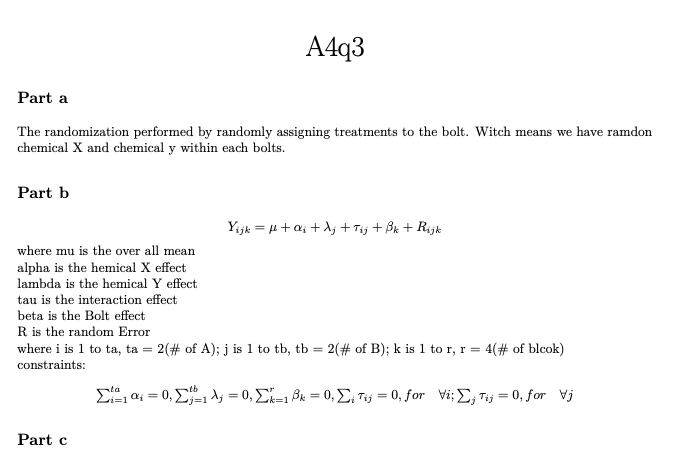 A4q3
Part a
The randomization performed by randomly assigning treatments to the bolt. Witch means we have ramdon
chemical X and chemical y within each bolts.
Part b
Y_{ijk} = μ + α_i + λ_j + τ_{ij} + β_k + R_{ijk}
where mu is the over all mean
alpha is the hemical X effect
lambda is the hemical Y effect
tau is the interaction effect
beta is the Bolt effect
R is the random Error
where i is 1 to ta, ta = 2(# of A); j is 1 to tb, tb = 2(# of B); k is 1 to r, r = 4(# of blcok)
constraints:
∑_{i=1}^{ta} α_i = 0, ∑_{j=1}^{tb} λ_j = 0, ∑_{k=1}^{r} β_k = 0, ∑_i τ_{ij} = 0, for ∀i; ∑_j τ_{ij} = 0, for ∀j
Part c